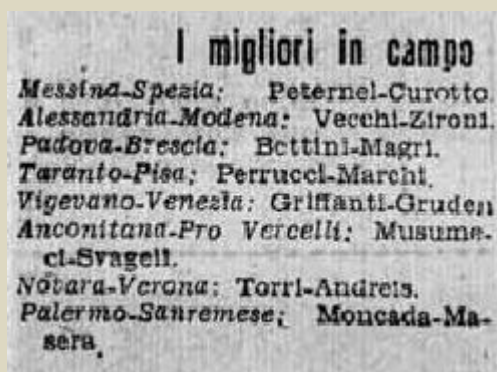 I migliori in campo
Messina-Spezia: Peternel-Curotto.
Alessandria-Modena: Vecchi-Zironi.
Padova-Brescia: Bettini-Magri.
Taranto-Pisa: Perrucci-Marchi.
Vigevano-Venezia: Griffanti-Gruden
Anconitana-Pro Vercelli: Musume-
ci-Svagell.
Novara-Verona: Torri-Andreis.
Palermo-Sanremese: Moncada-Ma-
sera.